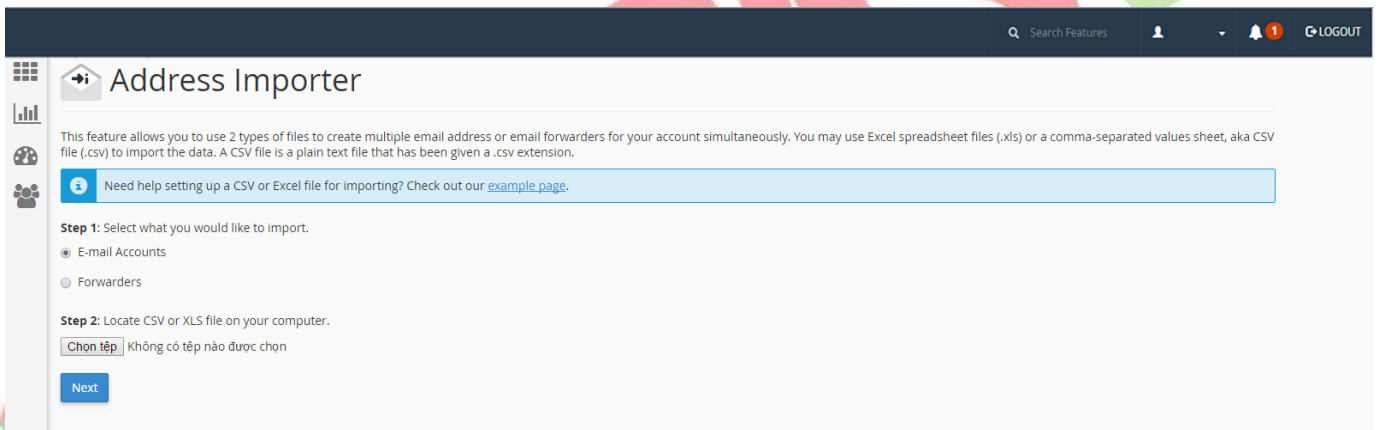 Search Features
1
LOGOUT
Address Importer
This feature allows you to use 2 types of files to create multiple email address or email forwarders for your account simultaneously. You may use Excel spreadsheet files (.xls) or a comma-separated values sheet, aka CSV
file (.csv) to import the data. A CSV file is a plain text file that has been given a .csv extension.
Need help setting up a CSV or Excel file for importing? Check out our example page.
Step 1: Select what you would like to import.
E-mail Accounts
Forwarders
Step 2: Locate CSV or XLS file on your computer.
Chọn tệp Không có tệp nào được chọn
Next